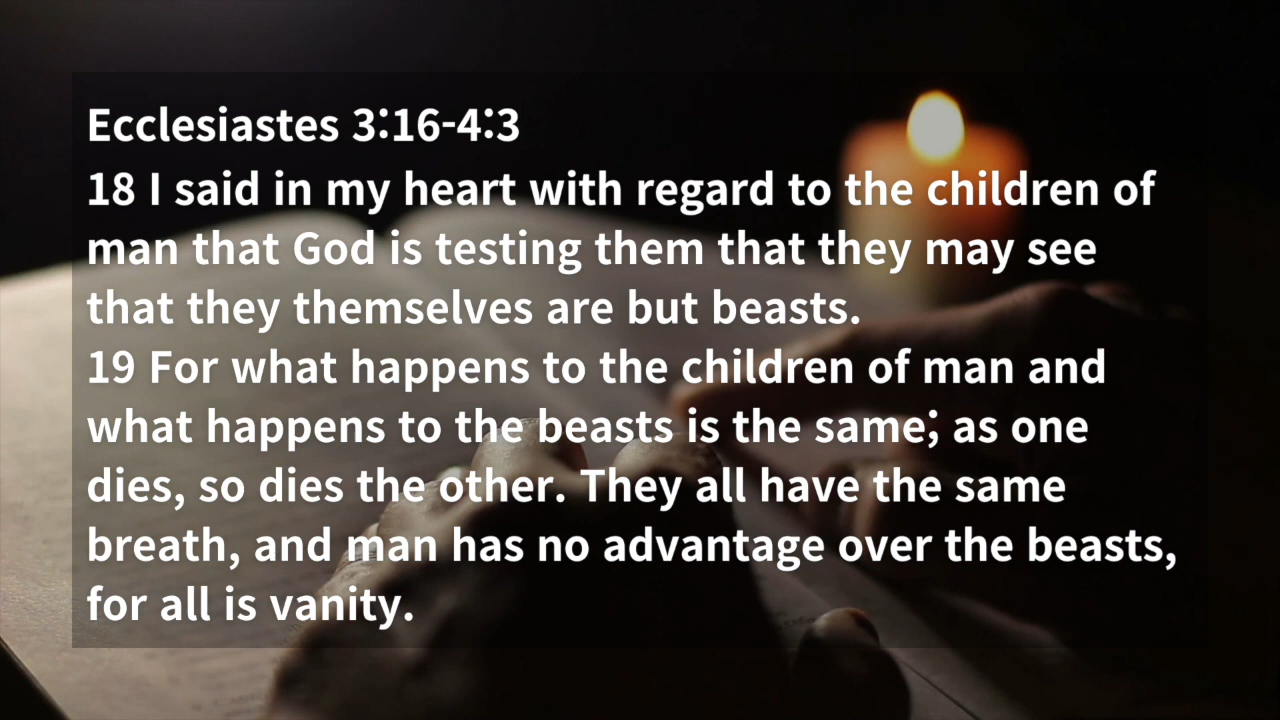 Ecclesiastes 3:16-4:3
18 I said in my heart with regard to the children of
man that God is testing them that they may see
that they themselves are but beasts.
19 For what happens to the children of man and
what happens to the beasts is the same; as one
dies, so dies the other. They all have the same
breath, and man has no advantage over the beasts,
for all is vanity.